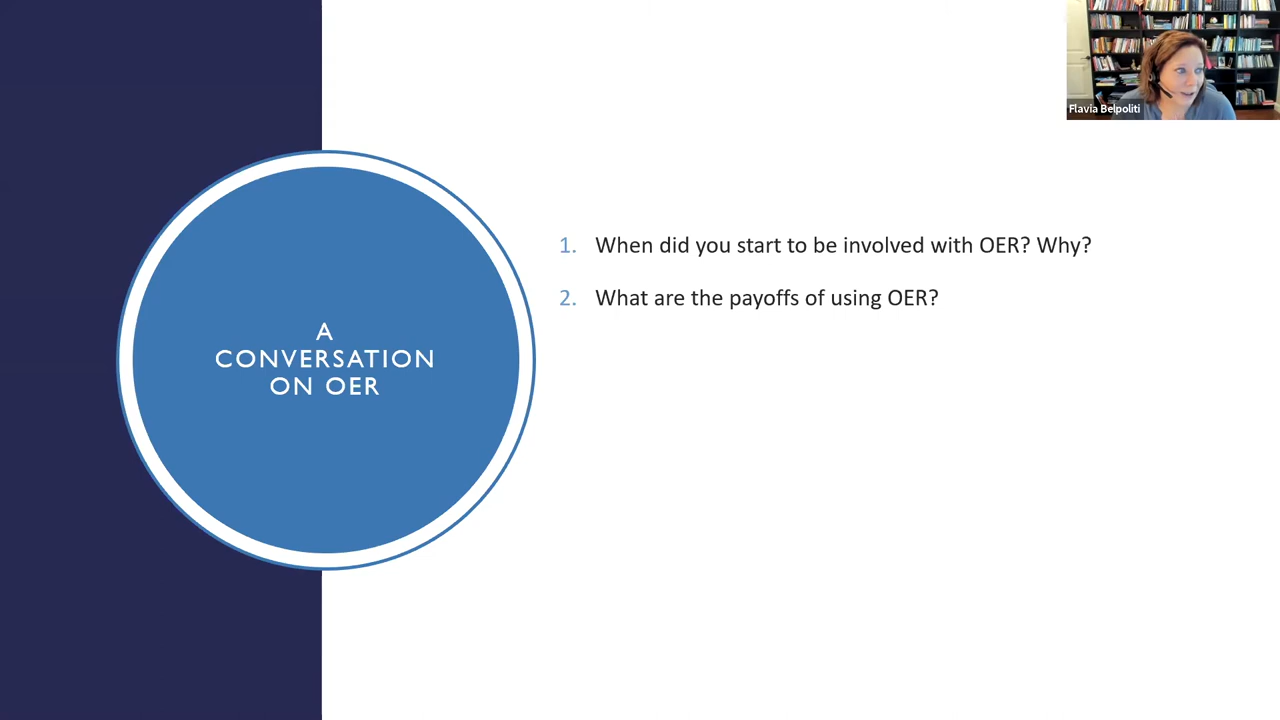 Flavia Belpoliti
A
CONVERSATION
ON OER
1. When did you start to be involved with OER? Why?
2. What are the payoffs of using OER?